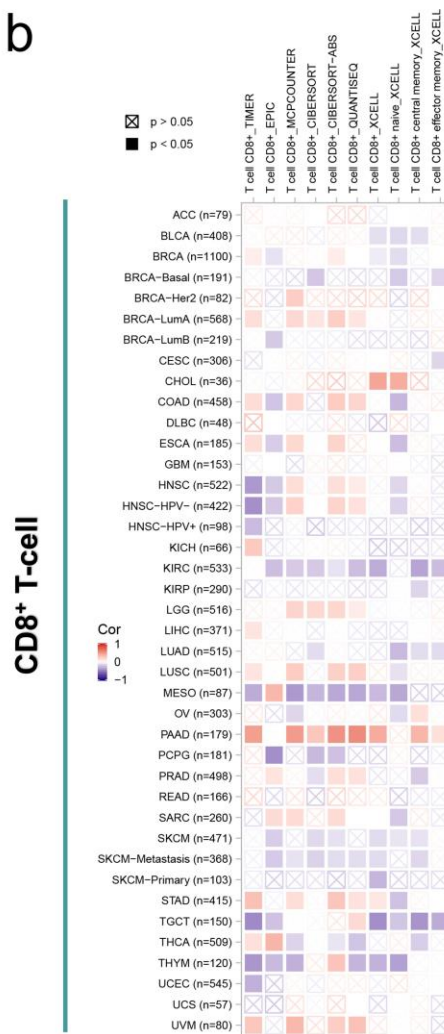 b
p > 0.05
p < 0.05
T cell CD8+_TIMER
T cell CD8+_EPIC
T cell CD8+_MCPCOUNTER
T cell CD8+_CIBERSORT
T cell CD8+_CIBERSORT-ABS
T cell CD8+_QUANTISEQ
T cell CD8+_XCELL
T cell CD8+ naive_XCELL
T cell CD8+ central memory_XCELL
T cell CD8+ effector memory_XCELL
CD8+ T-cell
ACC (n=79)
BLCA (n=408)
BRCA (n=1100)
BRCA-Basal (n=191)
BRCA-Her2 (n=82)
BRCA-LumA (n=568)
BRCA-LumB (n=219)
CESC (n=306)
CHOL (n=36)
COAD (n=458)
DLBC (n=48)
ESCA (n=185)
GBM (n=153)
HNSC (n=522)
HNSC-HPV- (n=422)
HNSC-HPV+ (n=98)
KICH (n=66)
KIRC (n=533)
KIRP (n=290)
LGG (n=516)
LIHC (n=371)
LUAD (n=515)
LUSC (n=501)
MESO (n=87)
OV (n=303)
PAAD (n=179)
PCPG (n=181)
PRAD (n=498)
READ (n=166)
SARC (n=260)
SKCM (n=471)
SKCM-Metastasis (n=368)
SKCM-Primary (n=103)
STAD (n=415)
TGCT (n=150)
THCA (n=509)
THYM (n=120)
UCEC (n=545)
UCS (n=57)
UVM (n=80)
Cor
1
0
-1